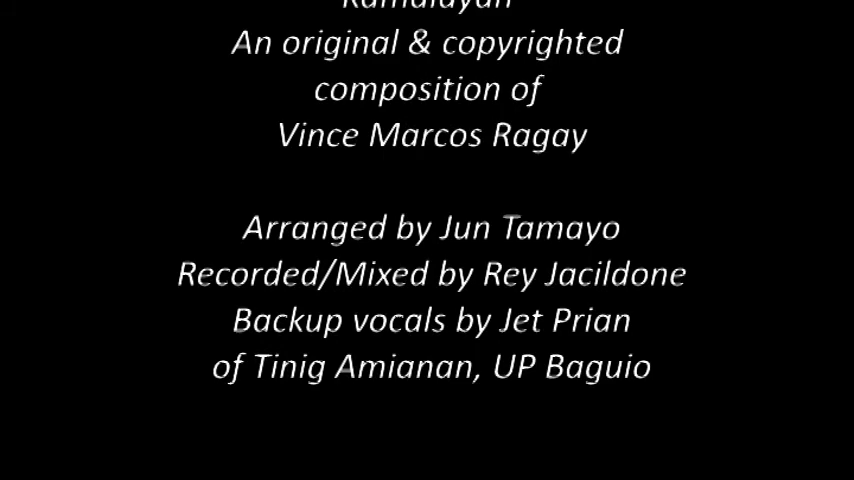 An original & copyrighted
composition of
Vince Marcos Ragay
Arranged by Jun Tamayo
Recorded/Mixed by Rey Jacildone
Backup vocals by Jet Prian
of Tinig Amianan, UP Baguio